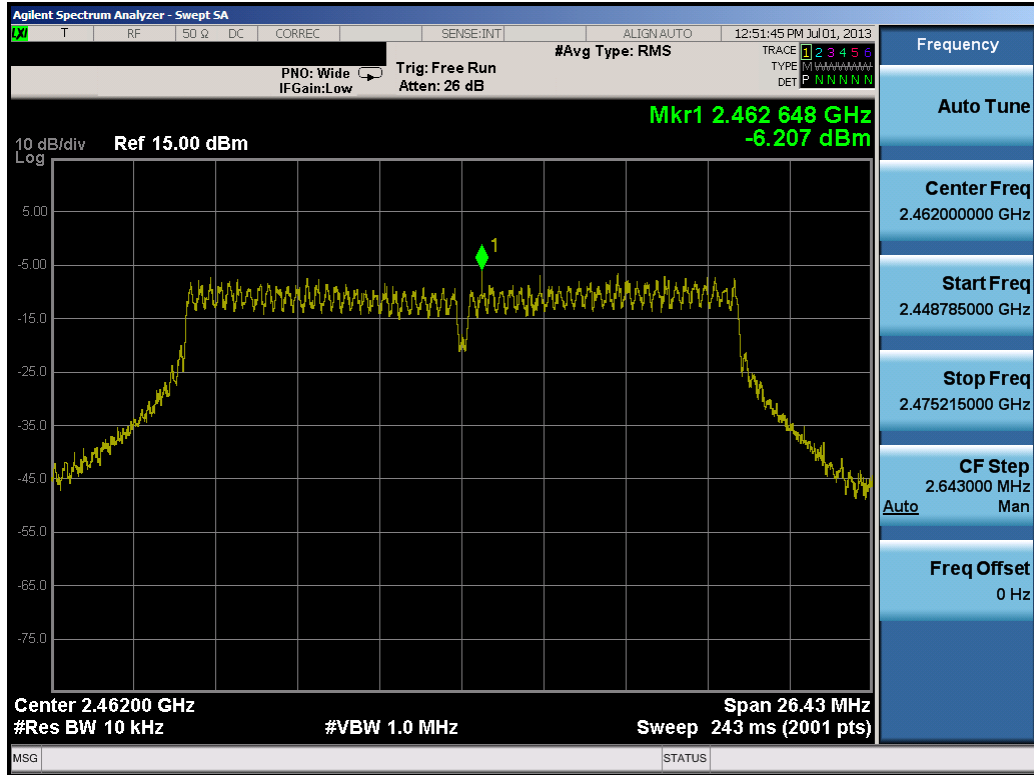 Agilent Spectrum Analyzer - Swept SA
LXI T RF 50 Ω DC CORREC SENSE:INT ALIGN AUTO 12:51:45 PM Jul 01, 2013
#Avg Type: RMS TRACE 1 2 3 4 5 6
PNO: Wide Trig: Free Run TYPE M WWWWW
IFGain:Low Atten: 26 dB DET P N N N N N
Mkr1 2.462 648 GHz
-6.207 dBm
10 dB/div Ref 15.00 dBm
Log
5.00
1
-5.00
-15.0
-25.0
-35.0
-45.0
-55.0
-65.0
-75.0
Center 2.46200 GHz Span 26.43 MHz
#Res BW 10 kHz #VBW 1.0 MHz Sweep 243 ms (2001 pts)
MSG STATUS
Frequency
Auto Tune
Center Freq
2.462000000 GHz
Start Freq
2.448785000 GHz
Stop Freq
2.475215000 GHz
CF Step
2.643000 MHz
Auto Man
Freq Offset
0 Hz